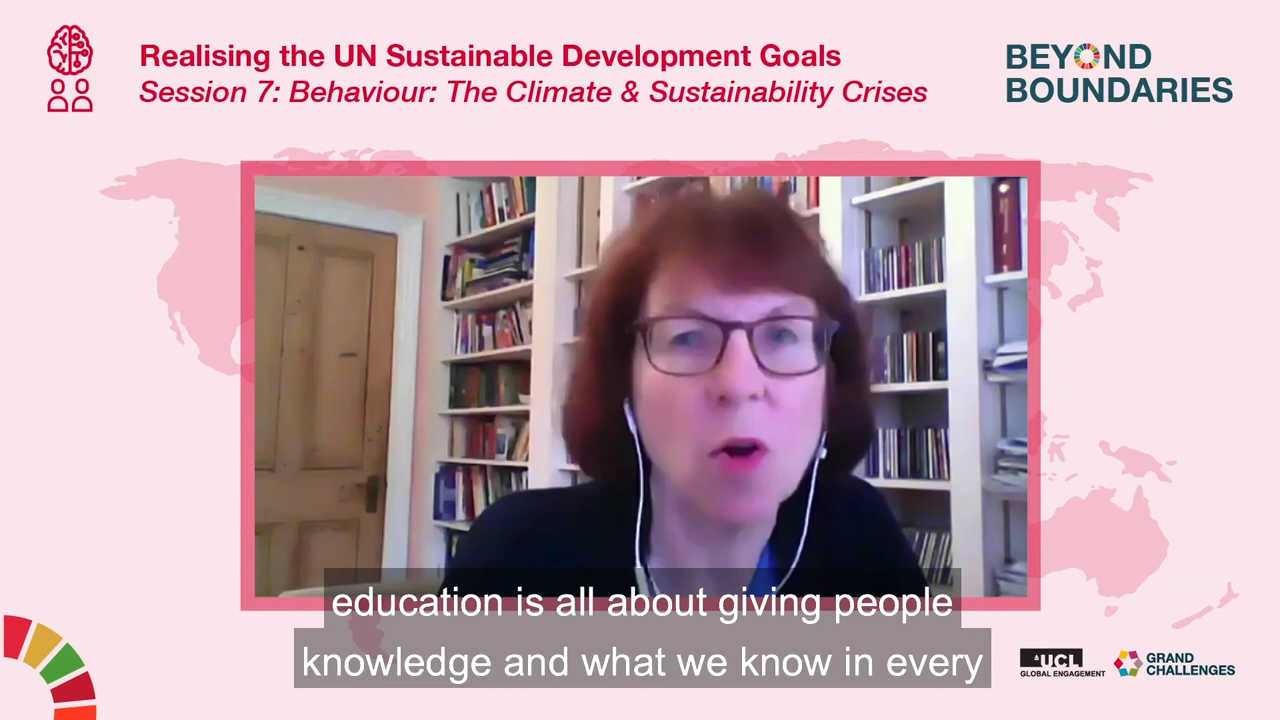 Realising the UN Sustainable Development Goals
Session 7: Behaviour: The Climate & Sustainability Crises
BEYOND
BOUNDARIES
education is all about giving people
knowledge and what we know in every
UCL
GLOBAL ENGAGEMENT
GRAND
CHALLENGES